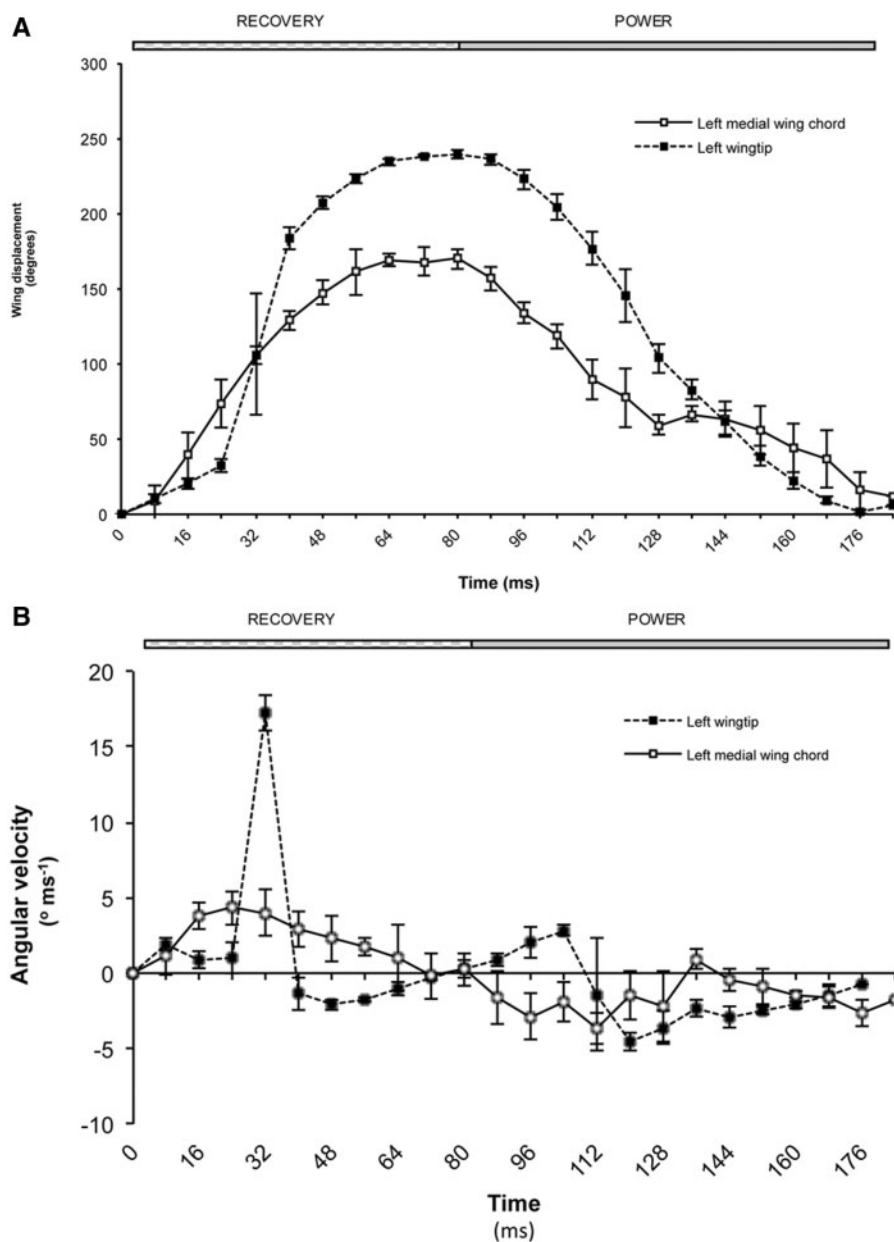 A
RECOVERY POWER
300
250
200
150
100
50
0
Wing displacement
(degrees)
Left medial wing chord
Left wingtip
0 16 32 48 64 80 96 112 128 144 160 176
Time (ms)
B
RECOVERY POWER
20
15
10
5
0
-5
-10
Angular velocity
(º ms⁻¹)
Left wingtip
Left medial wing chord
0 16 32 48 64 80 96 112 128 144 160 176
Time
(ms)